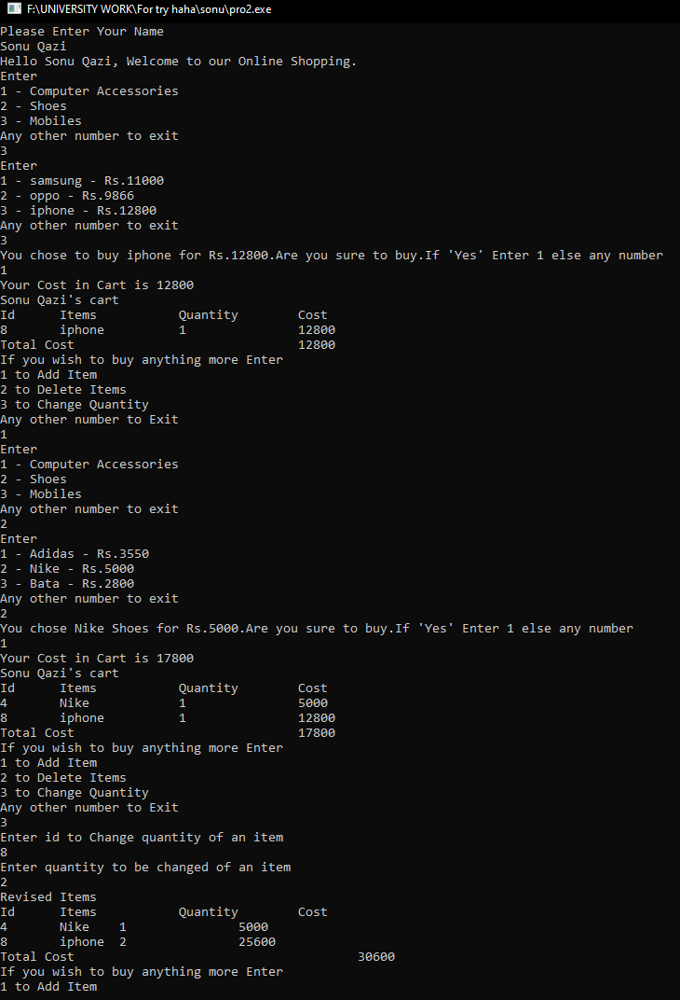 F:\UNIVERSITY WORK\For try haha\sonu\pro2.exe
Please Enter Your Name
Sonu Qazi
Hello Sonu Qazi, Welcome to our Online Shopping.
Enter
1 - Computer Accessories
2 - Shoes
3 - Mobiles
Any other number to exit
3
Enter
1 - samsung - Rs.11000
2 - oppo - Rs.9866
3 - iphone - Rs.12800
Any other number to exit
3
You chose to buy iphone for Rs.12800.Are you sure to buy.If 'Yes' Enter 1 else any number
1
Your Cost in Cart is 12800
Sonu Qazi's cart
Id      Items           Quantity        Cost
8       iphone          1               12800
Total Cost                              12800
If you wish to buy anything more Enter
1 to Add Item
2 to Delete Items
3 to Change Quantity
Any other number to Exit
1
Enter
1 - Computer Accessories
2 - Shoes
3 - Mobiles
Any other number to exit
2
Enter
1 - Adidas - Rs.3550
2 - Nike - Rs.5000
3 - Bata - Rs.2800
Any other number to exit
2
You chose Nike Shoes for Rs.5000.Are you sure to buy.If 'Yes' Enter 1 else any number
1
Your Cost in Cart is 17800
Sonu Qazi's cart
Id      Items           Quantity        Cost
4       Nike            1               5000
8       iphone          1               12800
Total Cost                              17800
If you wish to buy anything more Enter
1 to Add Item
2 to Delete Items
3 to Change Quantity
Any other number to Exit
3
Enter id to Change quantity of an item
8
Enter quantity to be changed of an item
2
Revised Items
Id      Items           Quantity        Cost
4       Nike    1               5000
8       iphone  2               25600
Total Cost                                      30600
If you wish to buy anything more Enter
1 to Add Item